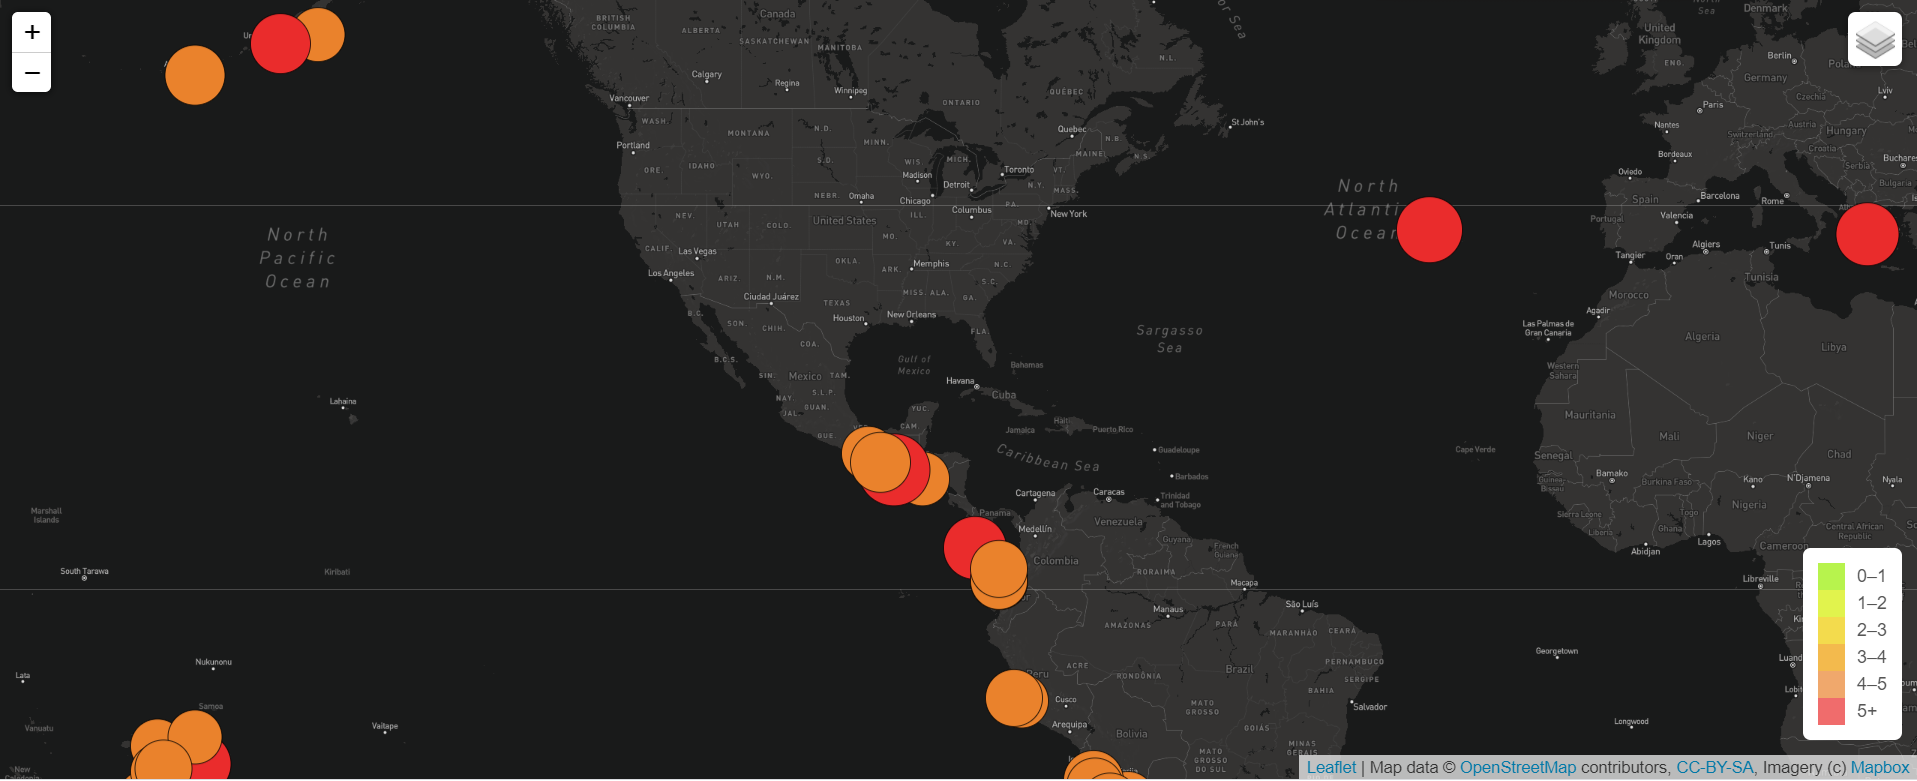 +
−
BRITISH
COLUMBIA
Canada
ALBERTA
SASKATCHEWAN
MANITOBA
Calgary
Regina
Winnipeg
Vancouver
ONTARIO
QUÉBEC
N.L.
Quebec
St John's
N.B.
MAINE
N.S.
WASH.
MONTANA
N.D.
MINN.
Portland
ORE.
IDAHO
S.D.
WIS.
MICH.
Toronto
VT.
WYO.
Madison
Detroit
N.Y.
MASS.
NEBR.
Omaha
Chicago
Columbus
PA.
New York
NEV.
UTAH
COLO.
United States
ILL.
MD.
MO.
KY.
VA.
CALIF.
Las Vegas
OKLA.
Memphis
ARK.
N.C.
Los Angeles
ARIZ.
N.M.
S.C.
Ciudad Juárez
TEXAS
MISS.
ALA.
GA.
B.C.
SON.
CHIH.
Houston
New Orleans
FLA.
COA.
B.C.S.
Gulf of
Mexico
SIN.
Mexico
TAM.
Havana
Bahamas
Cuba
S.L.P.
NAY.
GUAN.
JAL.
YUC.
CAM.
GUE.
Jamaica
Puerto Rico
Guadeloupe
Barbados
Caribbean Sea
Trinidad
and Tobago
North
Pacific
Ocean
Lahaina
Marshall
Islands
South Tarawa
Kiribati
Nukunonu
Lata
Samoa
Vanuatu
Vaitape
New
North
Ocean
Sargasso
Sea
Cartagena
Caracas
Panama
Medellín
Venezuela
Colombia
Guyana
French
Guiana
RORAIMA
Macapa
Manaus
São Luís
AMAZONAS
PARÁ
MARANHÃO
CEARÁ
PERNAMBUCO
ACRE
RONDÔNIA
Brazil
SERGIPE
BAHIA
Cusco
Salvador
MATO
GROSSO
Arequipa
Bolivia
GOIÁS
MINAS
GERAIS
MATO
GROSSO
DO SUL
United
Kingdom
ENG.
Denmark
Berlin
Germany
Lviv
Paris
Czechia
Nantes
Austria
Hungary
Switzerland
Croatia
Bordeaux
Serbia
Oviedo
Bulgaria
Barcelona
Rome
Spain
Portugal
Valencia
Algiers
Tunis
Tangier
Oran
Tunisia
Morocco
Agadir
Las Palmas de
Gran Canaria
Algeria
Libya
Western
Sahara
Mauritania
Mali
Niger
Chad
Cape Verde
Senegal
Bamako
Kano
N'Djamena
Nyala
Guinea-
Bissau
Burkina Faso
Nigeria
Sierra Leone
Togo
Ghana
Liberia
Central African
Republic
Abidjan
Lagos
Cameroon
Libreville
Georgetown
Longwood
0–1
1–2
2–3
3–4
4–5
5+
Leaflet | Map data © OpenStreetMap contributors, CC-BY-SA, Imagery (c) Mapbox